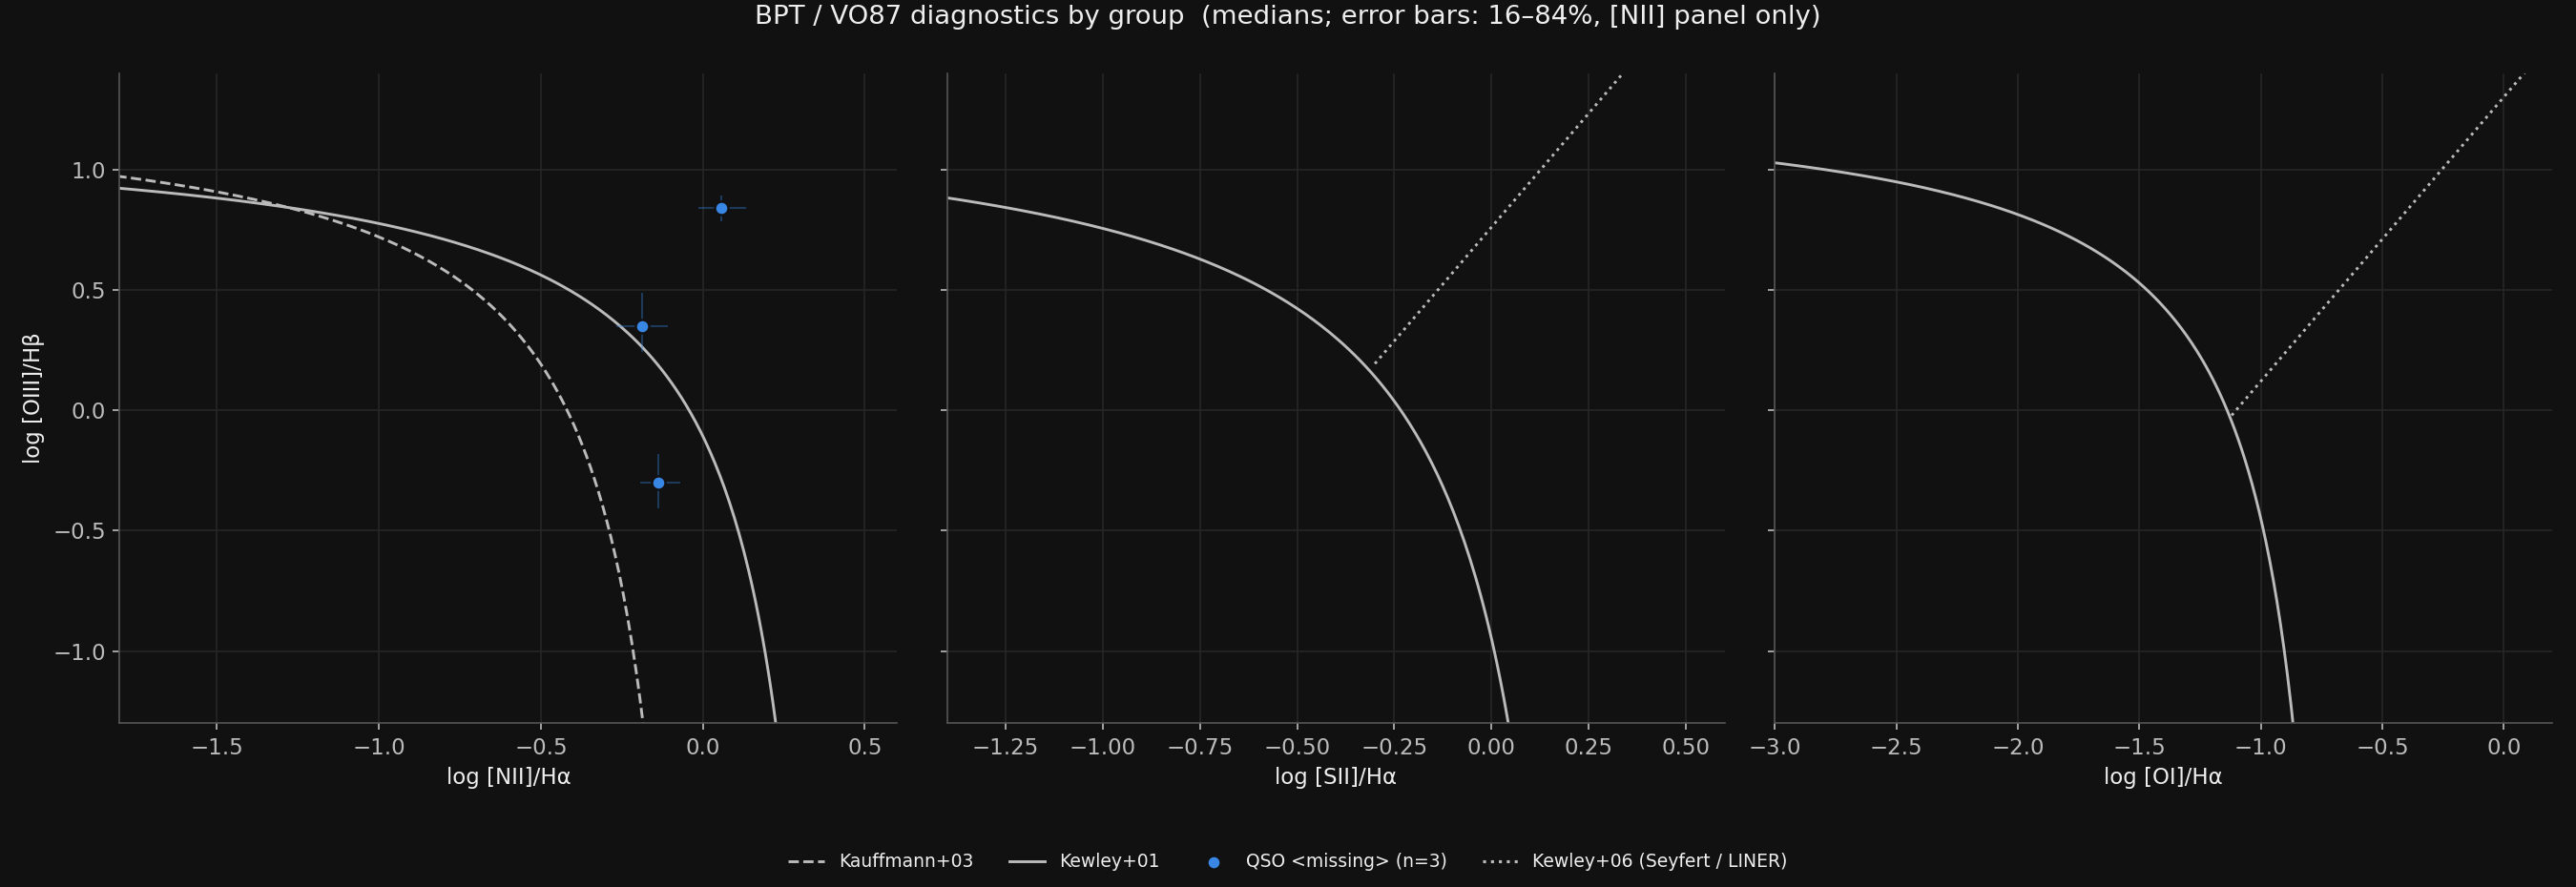 BPT / VO87 diagnostics by group  (medians; error bars: 16–84%, [NII] panel only)
log [OIII]/Hβ
1.0
0.5
0.0
−0.5
−1.0
−1.5 −1.0 −0.5 0.0 0.5
log [NII]/Hα
−1.25 −1.00 −0.75 −0.50 −0.25 0.00 0.25 0.50
log [SII]/Hα
−3.0 −2.5 −2.0 −1.5 −1.0 −0.5 0.0
log [OI]/Hα
Kauffmann+03 Kewley+01 QSO <missing> (n=3) Kewley+06 (Seyfert / LINER)